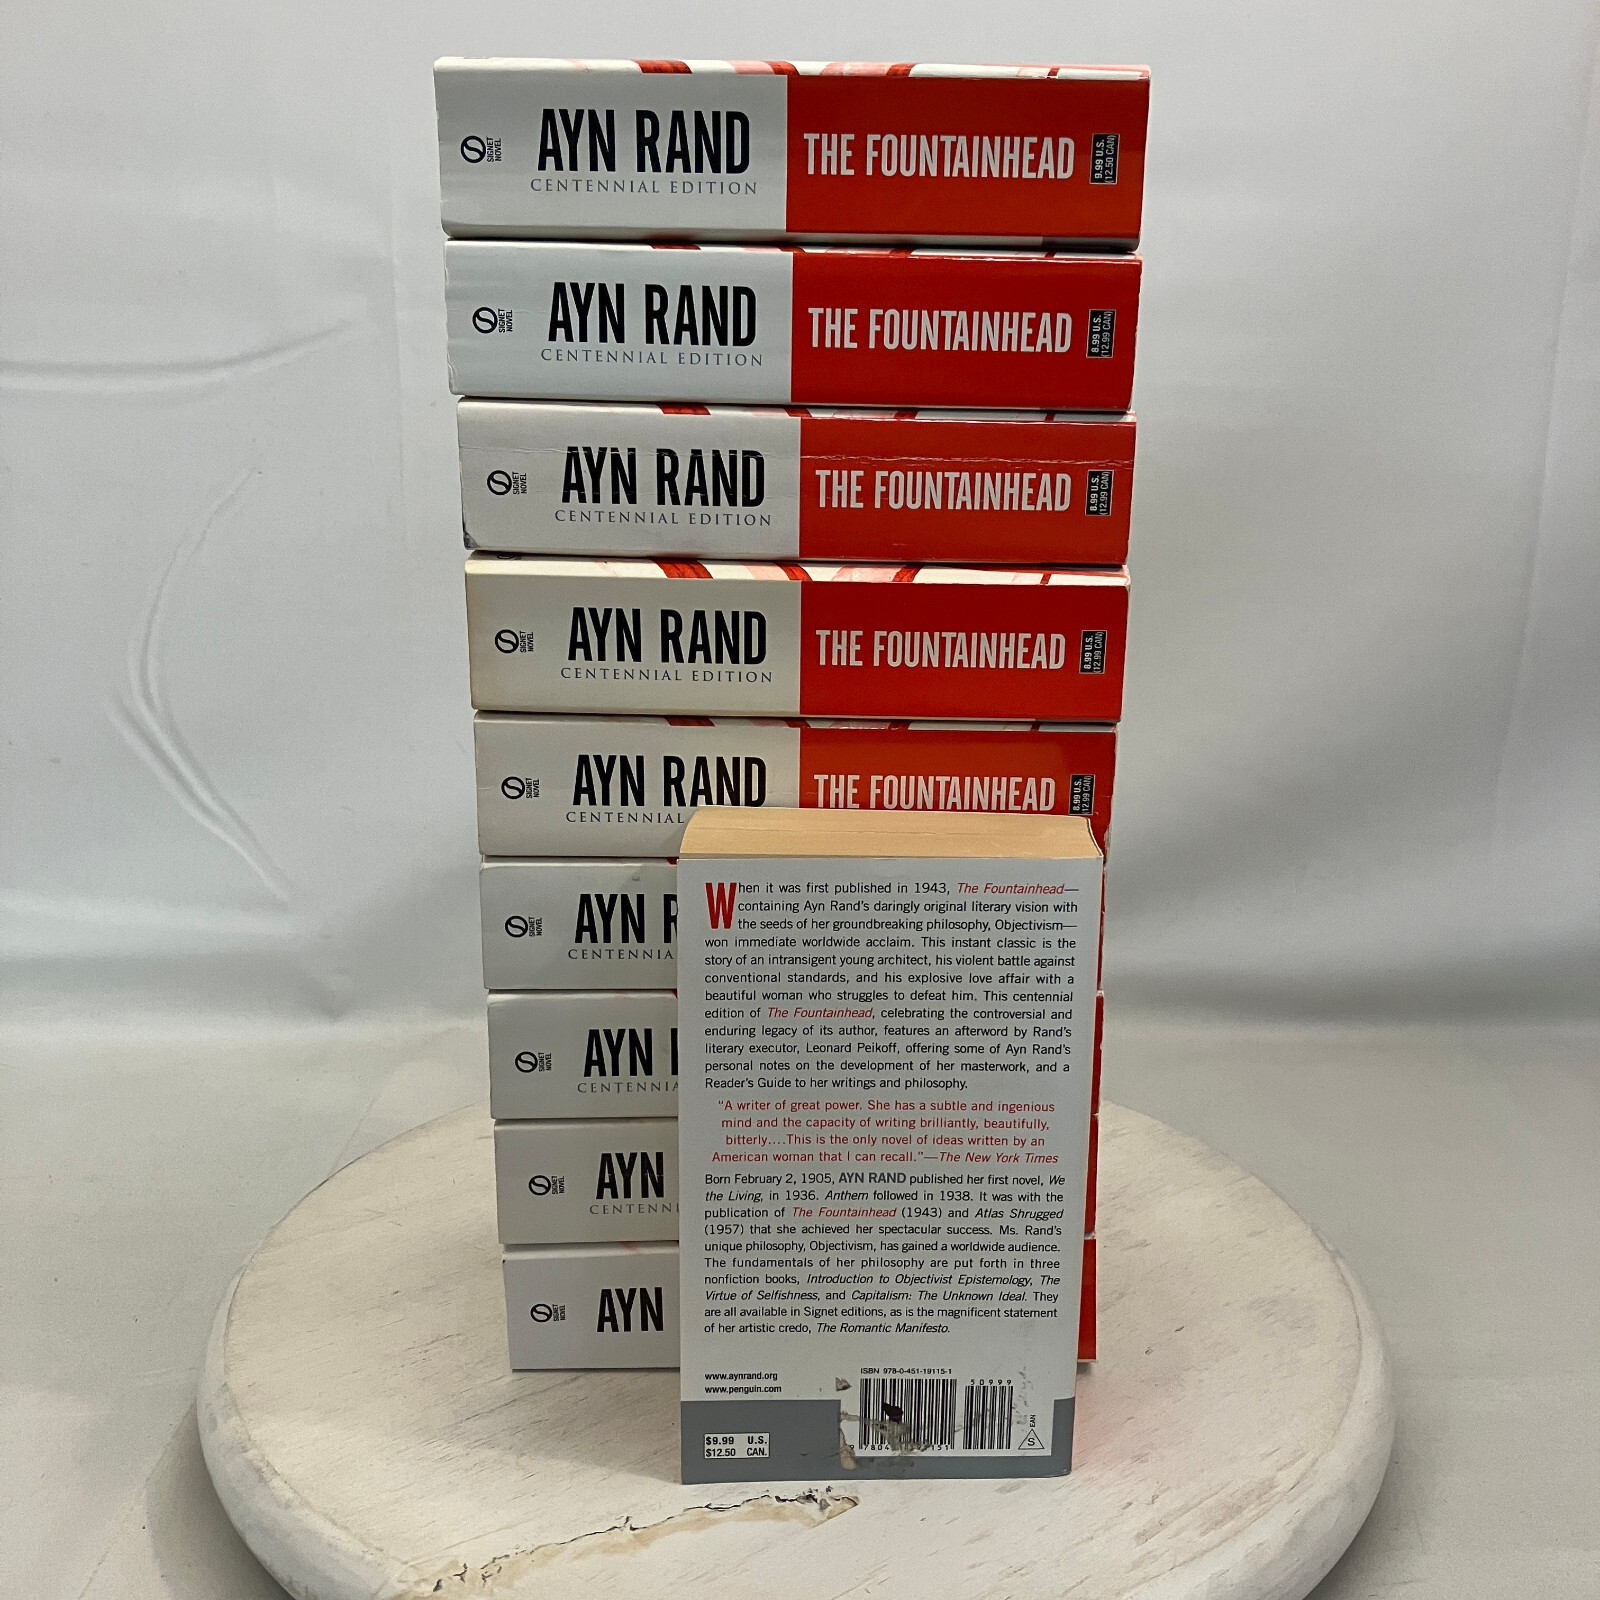 SIGNET
NOVEL
AYN RAND
CENTENNIAL EDITION
THE FOUNTAINHEAD
9.99 U.S.
(12.50 CAN)
SIGNET
NOVEL
AYN RAND
CENTENNIAL EDITION
THE FOUNTAINHEAD
8.99 U.S.
(12.99 CAN)
SIGNET
NOVEL
AYN RAND
CENTENNIAL EDITION
THE FOUNTAINHEAD
8.99 U.S.
(12.99 CAN)
SIGNET
NOVEL
AYN RAND
CENTENNIAL EDITION
THE FOUNTAINHEAD
8.99 U.S.
(12.99 CAN)
SIGNET
NOVEL
AYN RAND
CENTENNIAL
THE FOUNTAINHEAD
8.99 U.S.
(12.99 CAN)
SIGNET
NOVEL
AYN R
CENTENNIA
SIGNET
NOVEL
AYN
CENTENNIA
SIGNET
NOVEL
AYN
CENTENNI
SIGNET
NOVEL
AYN
When it was first published in 1943, The Fountainhead—
containing Ayn Rand's daringly original literary vision with
the seeds of her groundbreaking philosophy, Objectivism—
won immediate worldwide acclaim. This instant classic is the
story of an intransigent young architect, his violent battle against
conventional standards, and his explosive love affair with a
beautiful woman who struggles to defeat him. This centennial
edition of The Fountainhead, celebrating the controversial and
enduring legacy of its author, features an afterword by Rand's
literary executor, Leonard Peikoff, offering some of Ayn Rand's
personal notes on the development of her masterwork, and a
Reader's Guide to her writings and philosophy.
"A writer of great power. She has a subtle and ingenious
mind and the capacity of writing brilliantly, beautifully,
bitterly....This is the only novel of ideas written by an
American woman that I can recall."—The New York Times
Born February 2, 1905, AYN RAND published her first novel, We
the Living, in 1936. Anthem followed in 1938. It was with the
publication of The Fountainhead (1943) and Atlas Shrugged
(1957) that she achieved her spectacular success. Ms. Rand's
unique philosophy, Objectivism, has gained a worldwide audience.
The fundamentals of her philosophy are put forth in three
nonfiction books, Introduction to Objectivist Epistemology, The
Virtue of Selfishness, and Capitalism: The Unknown Ideal. They
are all available in Signet editions, as is the magnificent statement
of her artistic credo, The Romantic Manifesto.
www.aynrand.org
www.penguin.com
ISBN 978-0-451-19115-1
50999
EAN
S
$9.99 U.S.
$12.50 CAN.